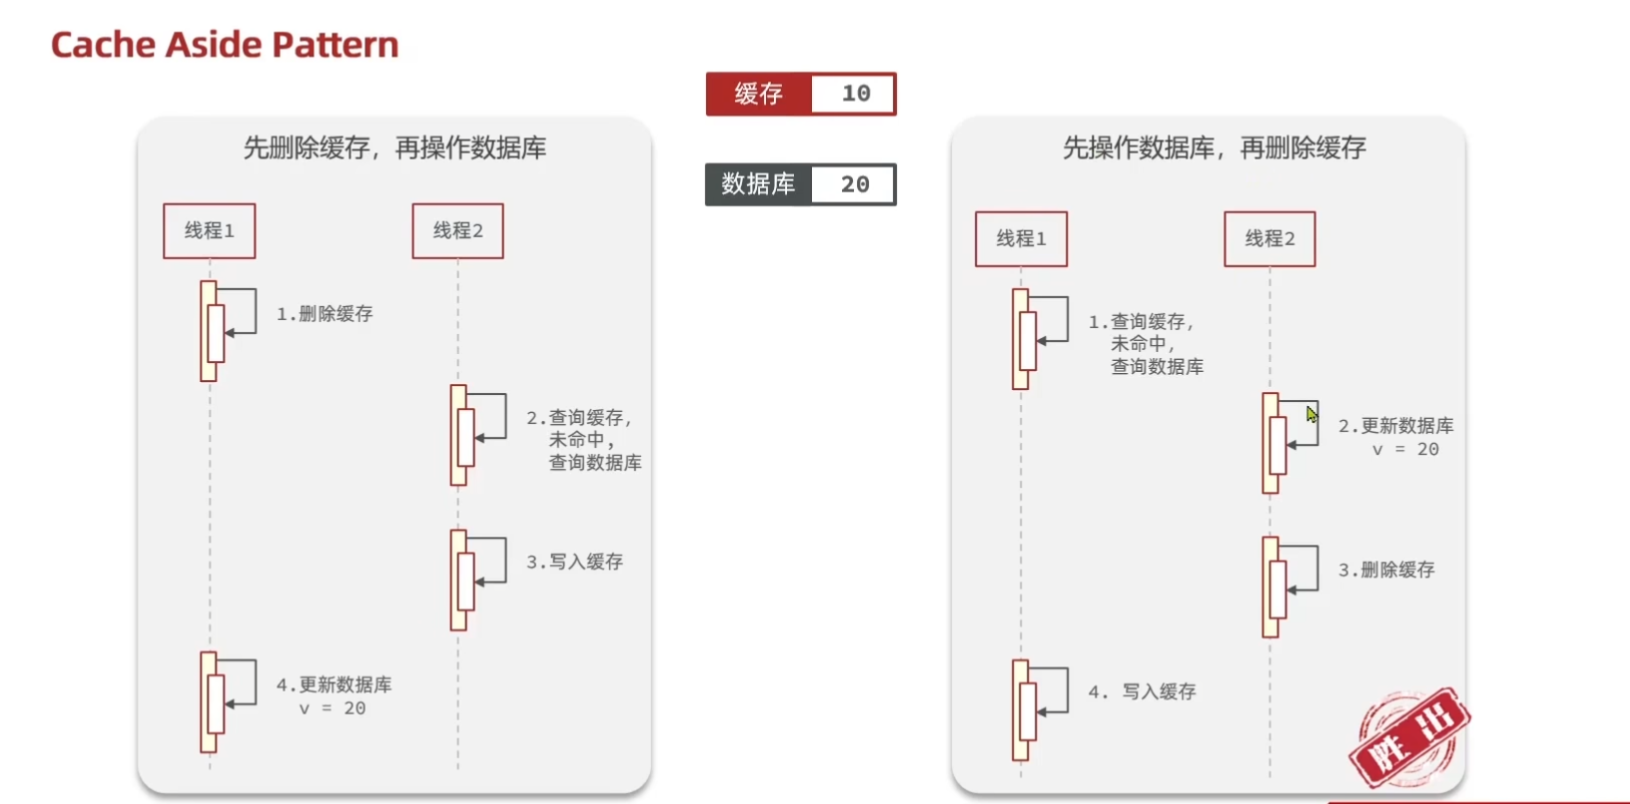 Cache Aside Pattern
缓存 10
数据库 20
先删除缓存，再操作数据库
线程1
线程2
1.删除缓存
2.查询缓存，
未命中，
查询数据库
3.写入缓存
4.更新数据库
v = 20
先操作数据库，再删除缓存
线程1
线程2
1.查询缓存，
未命中，
查询数据库
2.更新数据库
v = 20
3.删除缓存
4. 写入缓存
胜出